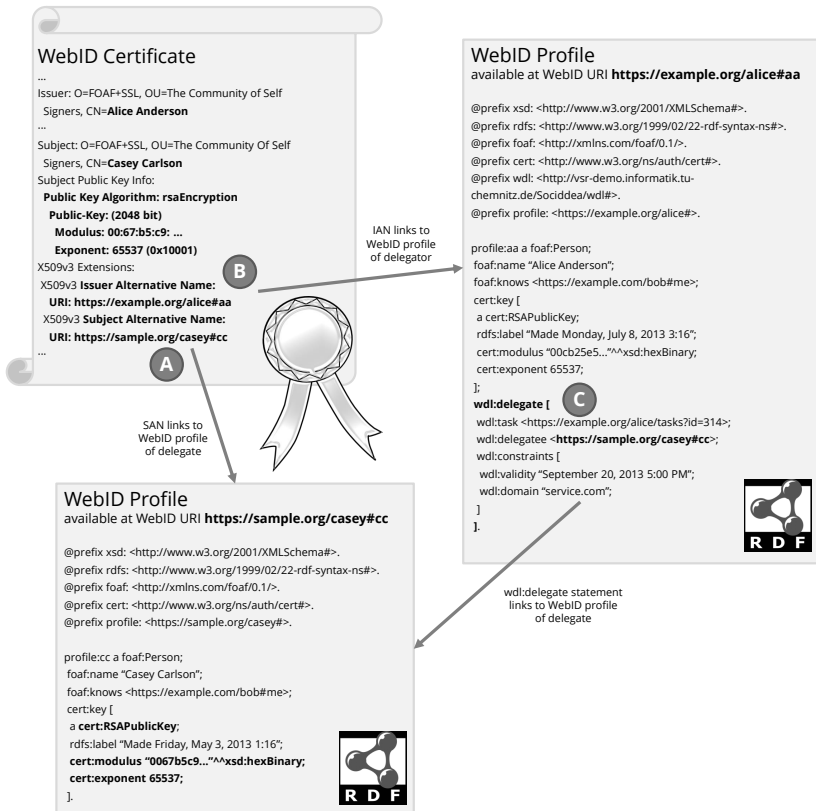 WebID Certificate
...
Issuer: O=FOAF+SSL, OU=The Community of Self
Signers, CN=Alice Anderson
...
Subject: O=FOAF+SSL, OU=The Community Of Self
Signers, CN=Casey Carlson
Subject Public Key Info:
Public Key Algorithm: rsaEncryption
Public-Key: (2048 bit)
Modulus: 00:67:b5:c9: ...
Exponent: 65537 (0x10001)
X509v3 Extensions:
X509v3 Issuer Alternative Name:
URI: https://example.org/alice#aa
X509v3 Subject Alternative Name:
URI: https://sample.org/casey#cc
...
B
A
IAN links to
WebID profile
of delegator
SAN links to
WebID profile
of delegate
WebID Profile
available at WebID URI https://example.org/alice#aa
@prefix xsd: <http://www.w3.org/2001/XMLSchema#>.
@prefix rdfs: <http://www.w3.org/1999/02/22-rdf-syntax-ns#>.
@prefix foaf: <http://xmlns.com/foaf/0.1/>.
@prefix cert: <http://www.w3.org/ns/auth/cert#>.
@prefix wdl: <http://vsr-demo.informatik.tu-
chemnitz.de/Sociddea/wdl#>.
@prefix profile: <https://example.org/alice#>.
profile:aa a foaf:Person;
foaf:name “Alice Anderson”;
foaf:knows <https://example.com/bob#me>;
cert:key [
a cert:RSAPublicKey;
rdfs:label “Made Monday, July 8, 2013 3:16”;
cert:modulus “00cb25e5...”^^xsd:hexBinary;
cert:exponent 65537;
];
wdl:delegate [
C
wdl:task <https://example.org/alice/tasks?id=314>;
wdl:delegatee <https://sample.org/casey#cc>;
wdl:constraints [
wdl:validity “September 20, 2013 5:00 PM”;
wdl:domain “service.com”;
]
].
RDF
wdl:delegate statement
links to WebID profile
of delegate
WebID Profile
available at WebID URI https://sample.org/casey#cc
@prefix xsd: <http://www.w3.org/2001/XMLSchema#>.
@prefix rdfs: <http://www.w3.org/1999/02/22-rdf-syntax-ns#>.
@prefix foaf: <http://xmlns.com/foaf/0.1/>.
@prefix cert: <http://www.w3.org/ns/auth/cert#>.
@prefix profile: <https://sample.org/casey#>.
profile:cc a foaf:Person;
foaf:name “Casey Carlson”;
foaf:knows <https://example.com/bob#me>;
cert:key [
a cert:RSAPublicKey;
rdfs:label “Made Friday, May 3, 2013 1:16”;
cert:modulus “0067b5c9...”^^xsd:hexBinary;
cert:exponent 65537;
].
RDF